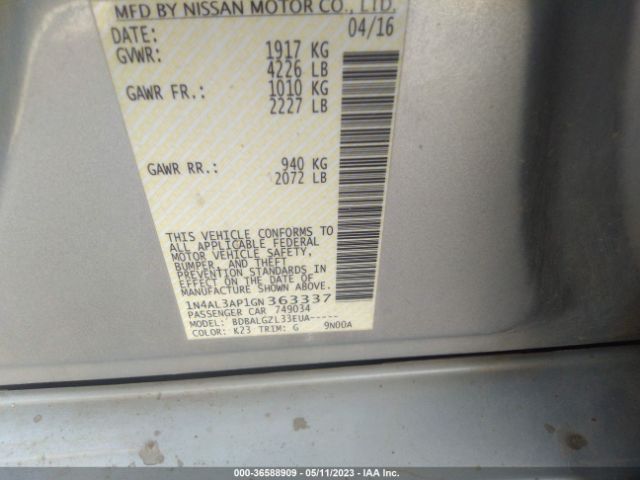 MFD BY NISSAN MOTOR CO., LTD.
DATE: 04/16
GVWR: 1917 KG
4226 LB
GAWR FR.: 1010 KG
2227 LB
GAWR RR.: 940 KG
2072 LB
THIS VEHICLE CONFORMS TO
ALL APPLICABLE FEDERAL
MOTOR VEHICLE SAFETY,
BUMPER, AND THEFT
PREVENTION STANDARDS IN
EFFECT ON THE DATE OF
MANUFACTURE SHOWN ABOVE.
1N4AL3AP1GN363337
PASSENGER CAR 749034
MODEL: BDBALGZL33EUA-----
COLOR: K23 TRIM: G 9N00A
000-36588909 - 05/11/2023 - IAA Inc.